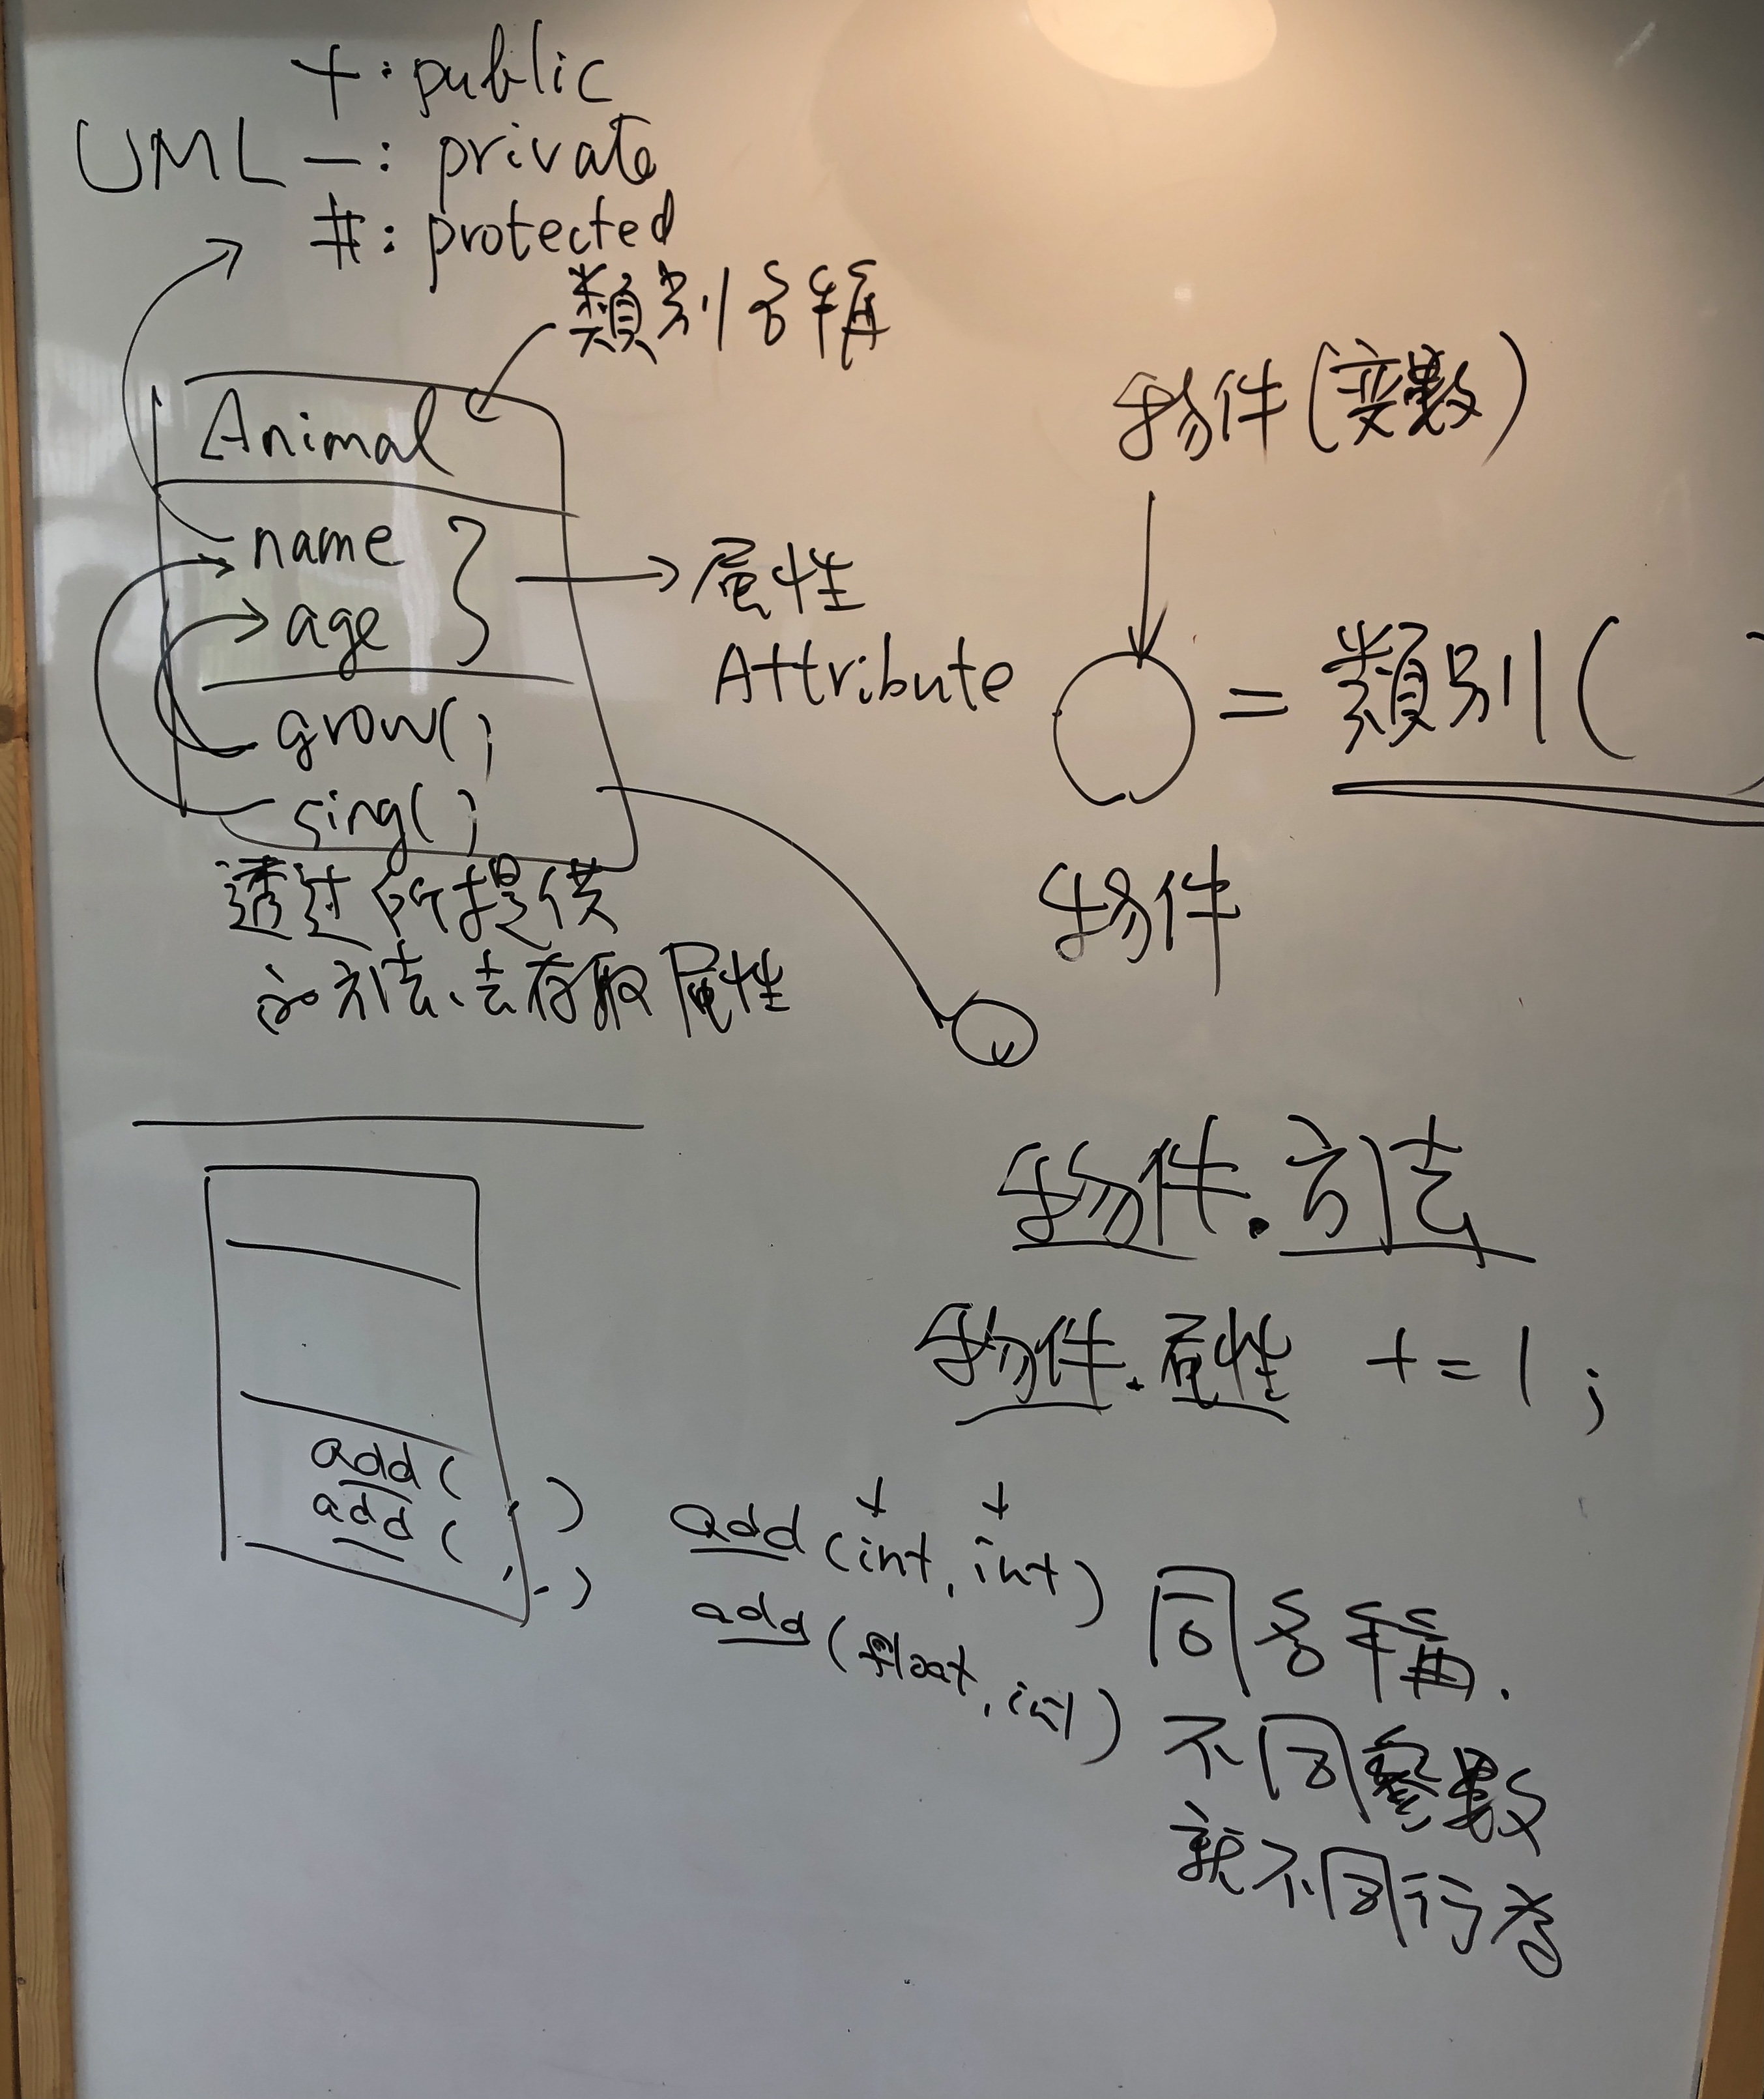 +: public
UML −: private
#: protected
類別名稱
Animal
name
age
grow()
sing()
屬性
Attribute
透过所提供
的方法、去存取屬性
物件(变數)
= 類別( )
物件
物件.方法
物件.屬性 += 1;
add( , )
add( , )
add(int, int)
add(float, int)
同名稱.
不同參數
就不同行為